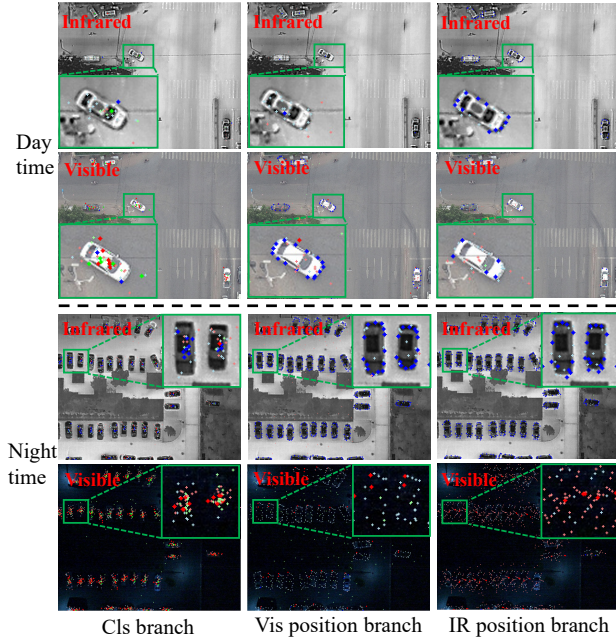 Infrared
Infrared
Infrared
Day
time
Visible
Visible
Visible
Infrared
Infrared
Infrared
Night
time
Visible
Visible
Visible
Cls branch
Vis position branch
IR position branch